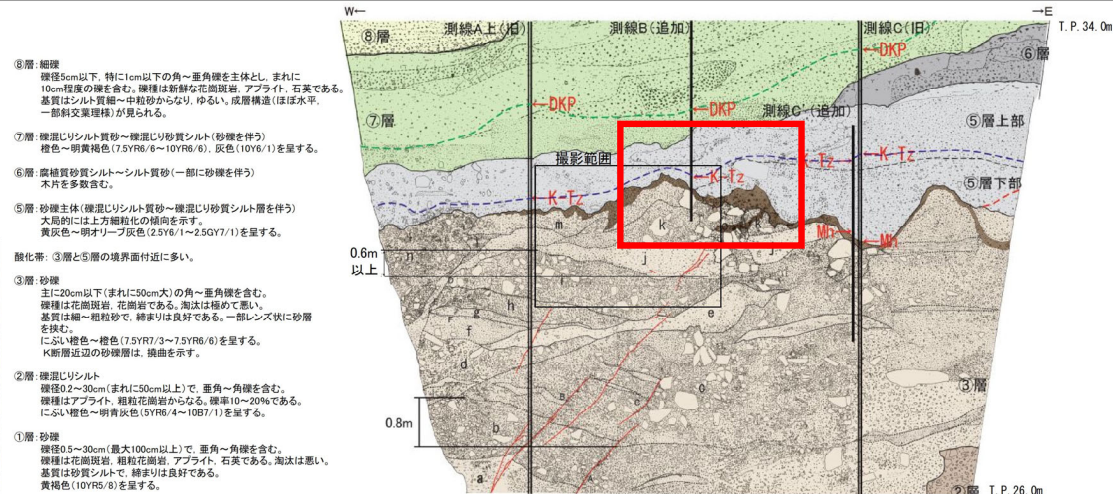 W←
→E
T.P.34.0m
⑧層
測線A上(旧)
測線B(追加)
測線C(旧)
←DKP
⑥層
⑧層:細礫
礫径5cm以下, 特に1cm以下の角~亜角礫を主体とし, まれに
10cm程度の礫を含む。礫種は新鮮な花崗斑岩, アプライト, 石英である。
基質はシルト質細~中粒砂からなり, ゆるい。成層構造(ほぼ水平,
一部斜交葉理様)が見られる。
←DKP
←DKP
測線C'(追加)
⑦層
⑤層上部
⑦層:礫混じりシルト質砂~礫混じり砂質シルト(砂礫を伴う)
橙色~明黄褐色(7.5YR6/6~10YR6/6), 灰色(10Y6/1)を呈する。
撮影範囲
Tz
←K-Tz
⑥層:腐植質砂質シルト~シルト質砂(一部に砂礫を伴う)
木片を多数含む。
←K-Tz
⑤層下部
←K-Tz
⑤層:砂礫主体(礫混じりシルト質砂~礫混じり砂質シルト層を伴う)
大局的には上方細粒化の傾向を示す。
黄灰色~明オリーブ灰色(2.5Y6/1~2.5GY7/1)を呈する。
m
k
Mn
←Mn
酸化帯: ③層と⑤層の境界面付近に多い。
0.6m
以上
n
j
③層:砂礫
主に20cm以下(まれに50cm大)の角~亜角礫を含む。
礫種は花崗斑岩, 花崗岩である。淘汰は極めて悪い。
基質は細~粗粒砂で, 締まりは良好である。一部レンズ状に砂層
を挟む。
にぶい橙色~橙色(7.5YR7/3~7.5YR6/6)を呈する。
K断層近辺の砂礫層は, 撓曲を示す。
h
g
e
f
d
③層
②層:礫混じりシルト
礫径0.2~30cm(まれに50cm以上)で, 亜角~角礫を含む。
礫種はアプライト, 粗粒花崗岩からなる。礫率10~20%である。
にぶい橙色~明青灰色(5YR6/4~10B7/1)を呈する。
0.8m
b
①層:砂礫
礫径0.5~30cm(最大100cm以上)で, 亜角~角礫を含む。
礫種は花崗斑岩, 粗粒花崗岩, アプライト, 石英である。淘汰は悪い。
基質は砂質シルトで, 締まりは良好である。
黄褐色(10YR5/8)を呈する。
a
②層
T.P.26.0m